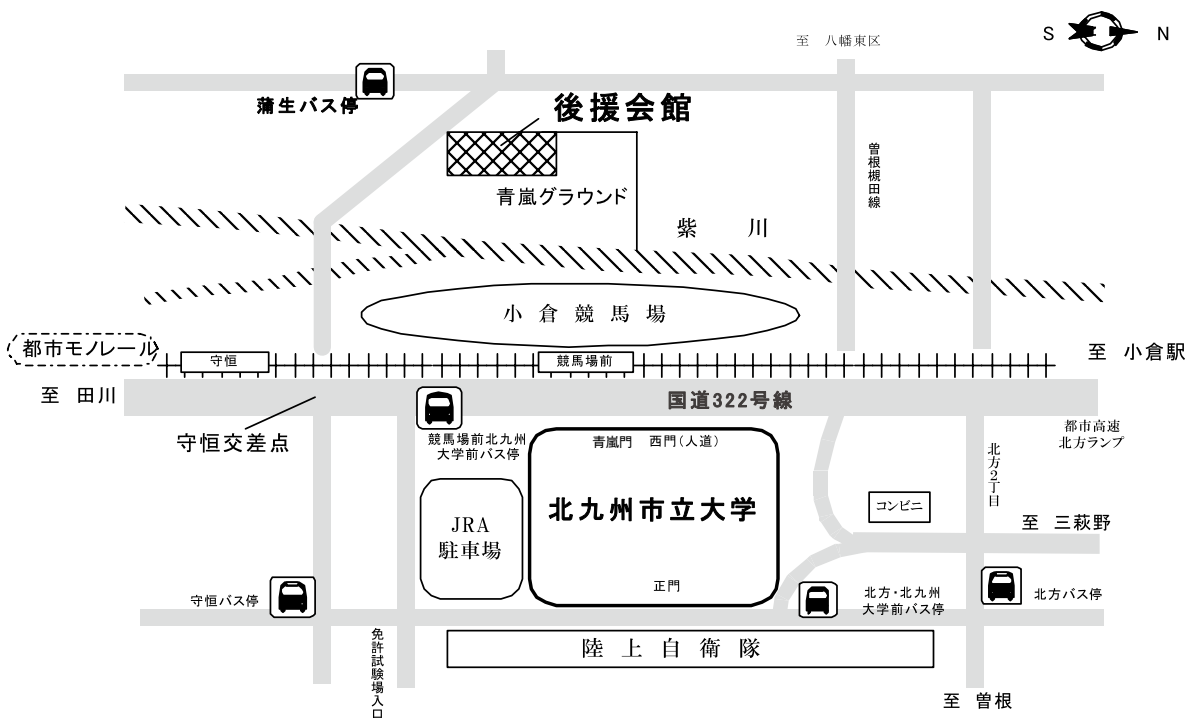 S N
至 八幡東区
蒲生バス停
後援会館
曽根槻田線
青嵐グラウンド
紫 川
小倉競馬場
都市モノレール
守恒
競馬場前
至 小倉駅
至 田川
国道322号線
守恒交差点
競馬場前北九州
大学前バス停
青嵐門 西門(人道)
都市高速
北方ランプ
北方2丁目
北九州市立大学
コンビニ
JRA
駐車場
至 三萩野
正門
守恒バス停
北方・北九州
大学前バス停
北方バス停
免許試験場入口
陸上自衛隊
至 曽根